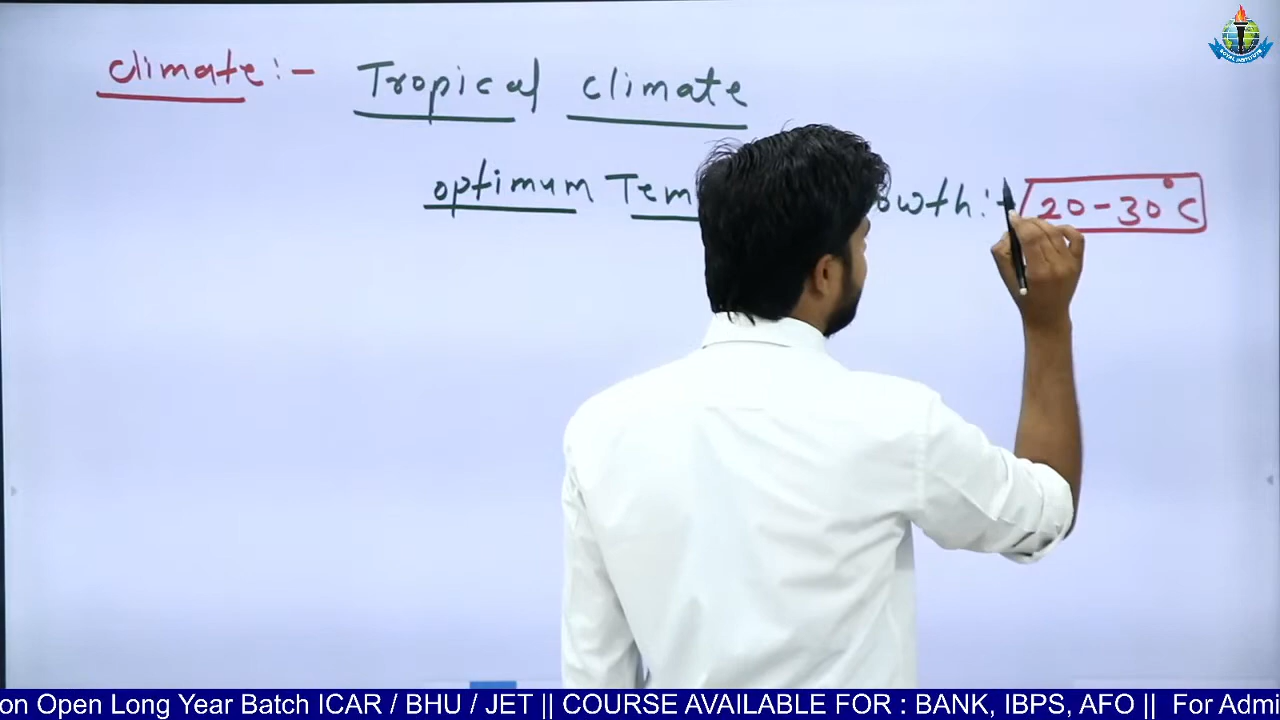 climate:- Tropical climate
optimum Tem owth:- 20-30°C
on Open Long Year Batch ICAR / BHU / JET || COURSE AVAILABLE FOR : BANK, IBPS, AFO || For Admi